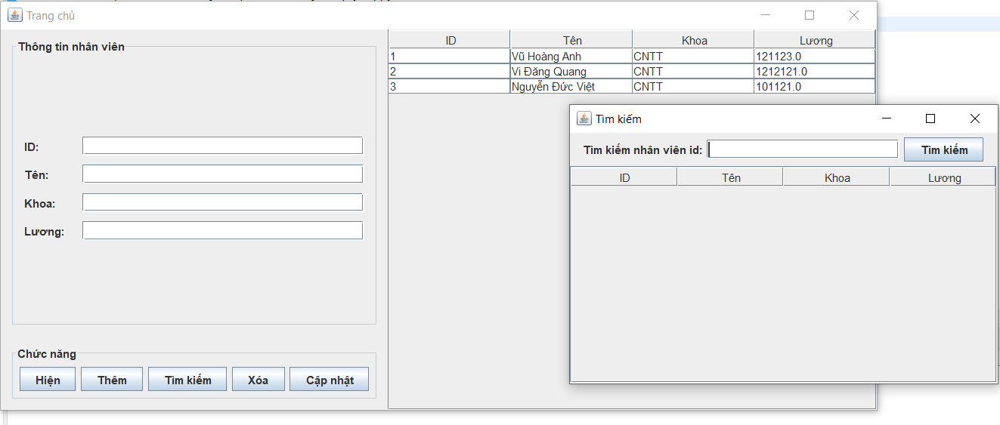 Trang chủ
Thông tin nhân viên
ID:
Tên:
Khoa:
Lương:
Chức năng
Hiện Thêm Tìm kiếm Xóa Cập nhật
ID Tên Khoa Lương
1 Vũ Hoàng Anh CNTT 121123.0
2 Vi Đăng Quang CNTT 1212121.0
3 Nguyễn Đức Việt CNTT 101121.0
Tìm kiếm
Tìm kiếm nhân viên id: Tìm kiếm
ID Tên Khoa Lương